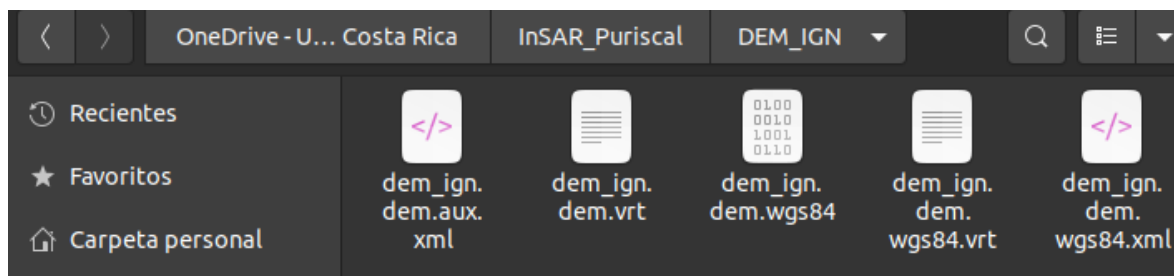 OneDrive - U... Costa Rica InSAR_Puriscal DEM_IGN
Recientes
Favoritos
Carpeta personal
</>
dem_ign.
dem.aux.
xml
dem_ign.
dem.vrt
0100
0010
1001
0110
dem_ign.
dem.wgs84
dem_ign.
dem.
wgs84.vrt
</>
dem_ign.
dem.
wgs84.xml